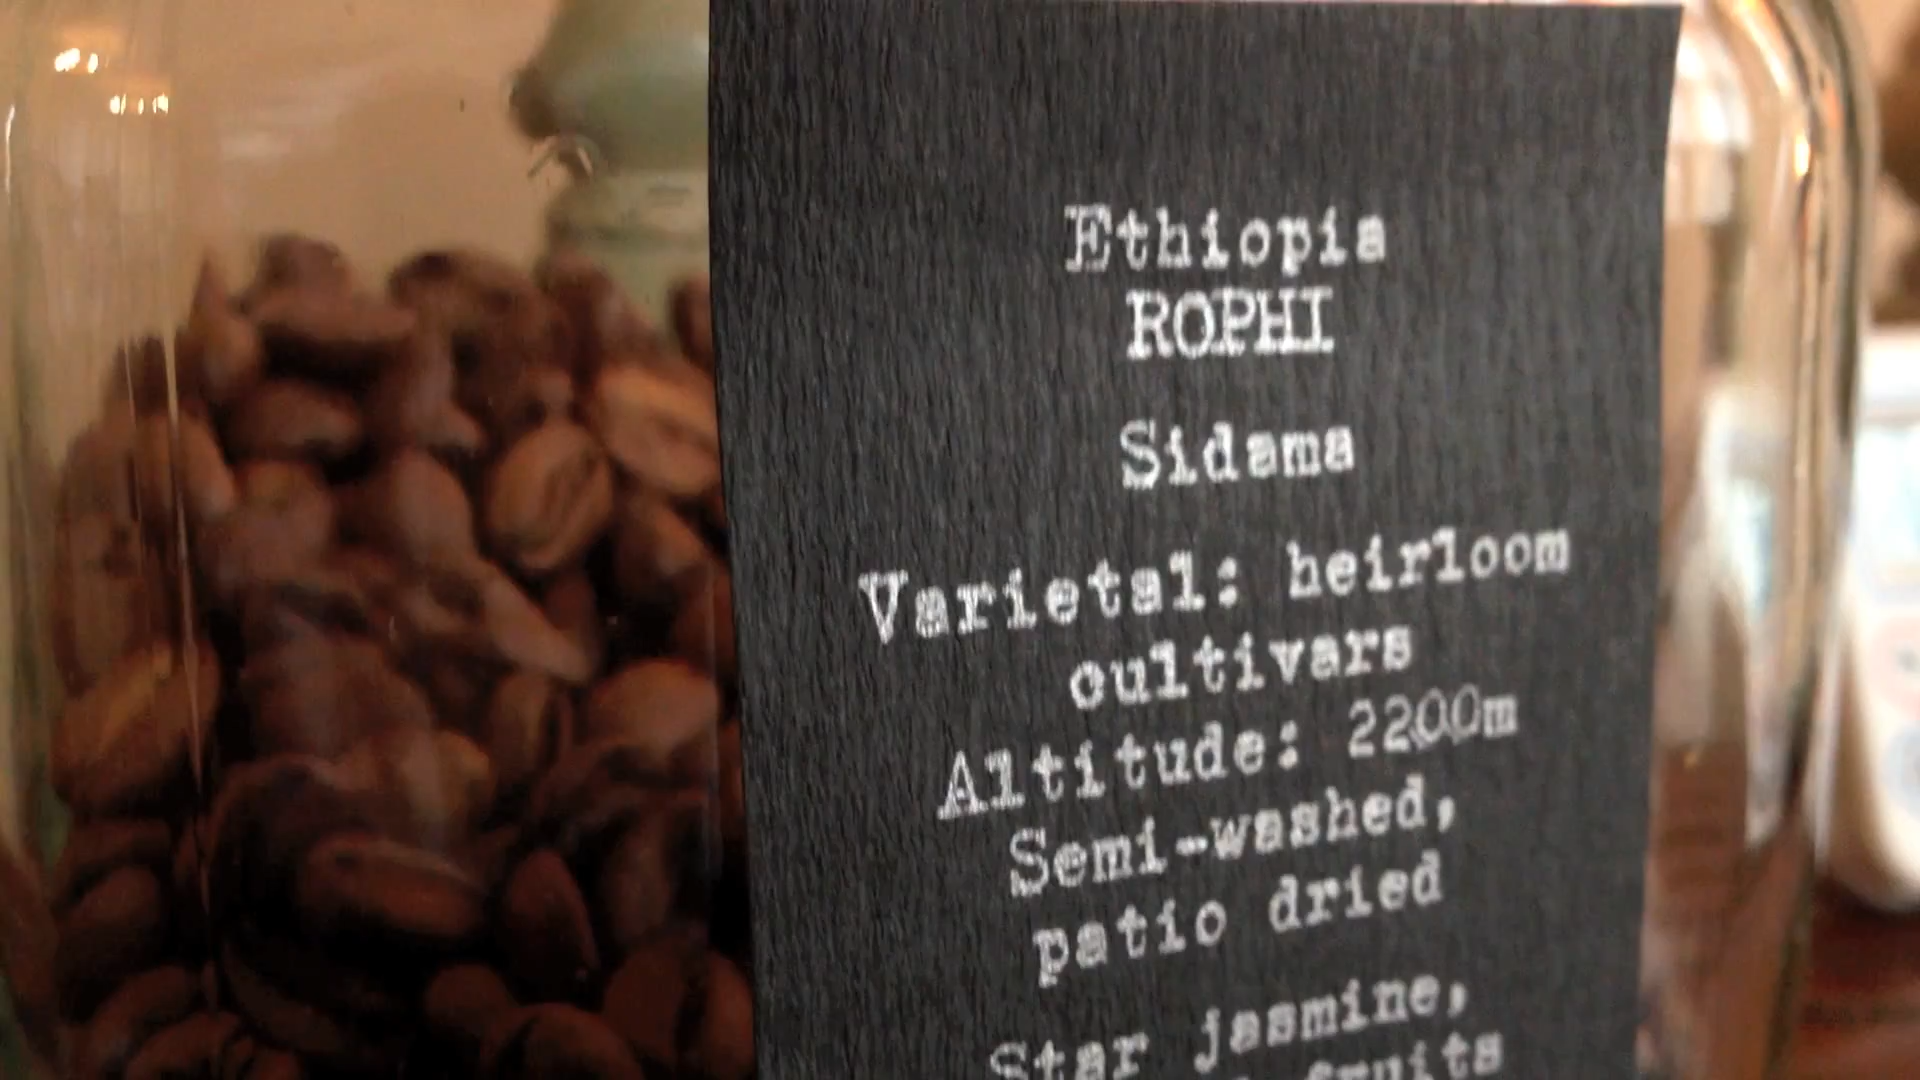 Ethiopia
ROPHI
Sidama
Varietal: heirloom
cultivars
Altitude: 2200m
Semi-washed,
patio dried
Star jasmine,
fruits